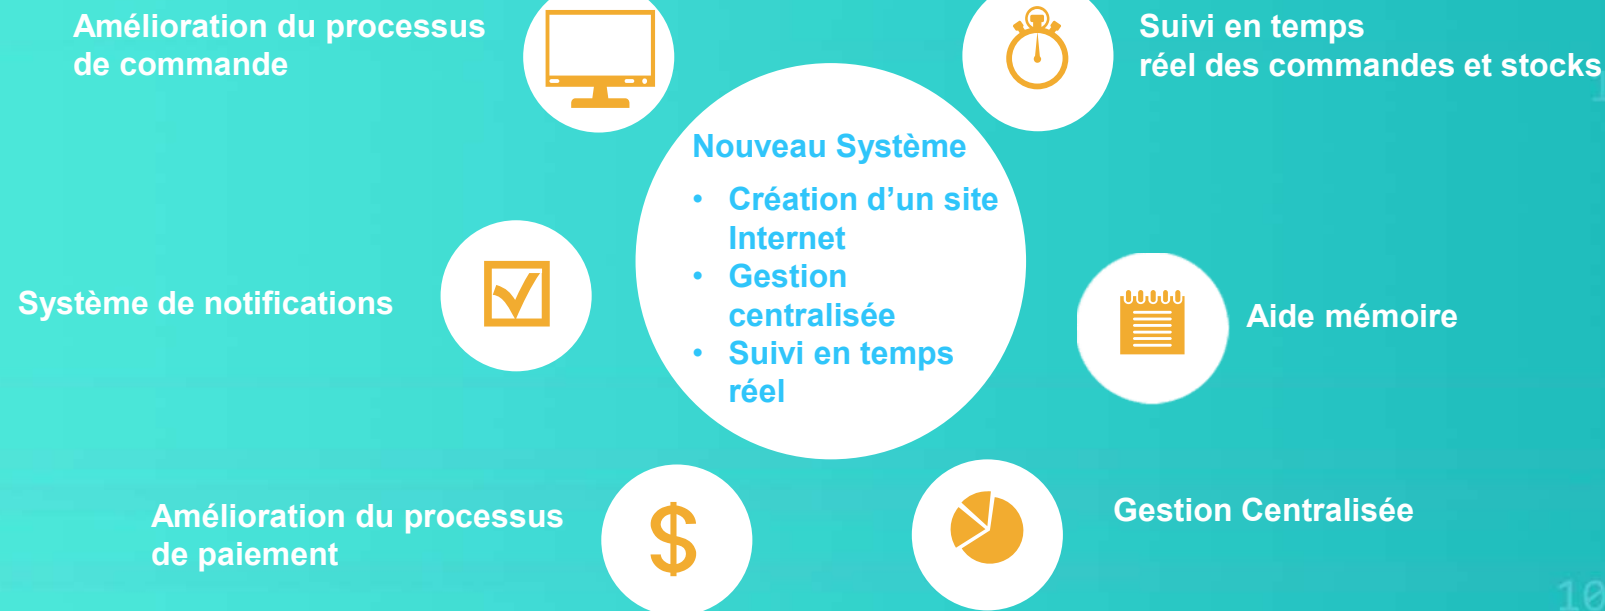 Amélioration du processus
de commande
Suivi en temps
réel des commandes et stocks
Nouveau Système
• Création d’un site
Internet
• Gestion
centralisée
• Suivi en temps
réel
Système de notifications
Aide mémoire
Amélioration du processus
de paiement
$
Gestion Centralisée
10